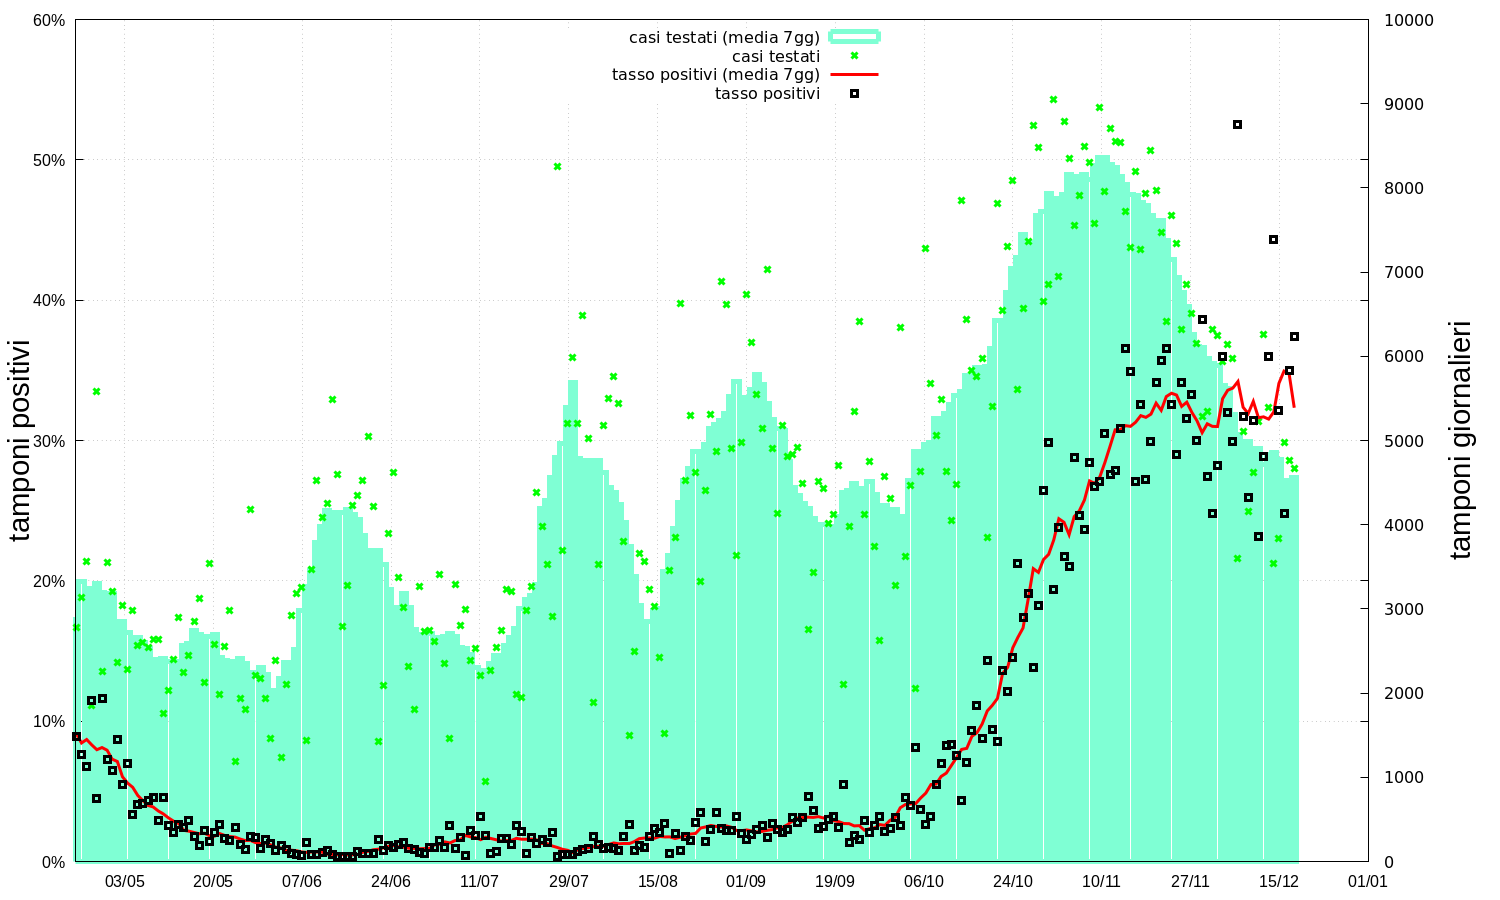 casi testati (media 7gg)
casi testati
tasso positivi (media 7gg)
tasso positivi
60%
50%
40%
30%
20%
10%
0%
tamponi positivi
10000
9000
8000
7000
6000
5000
4000
3000
2000
1000
0
tamponi giornalieri
03/05 20/05 07/06 24/06 11/07 29/07 15/08 01/09 19/09 06/10 24/10 10/11 27/11 15/12 01/01